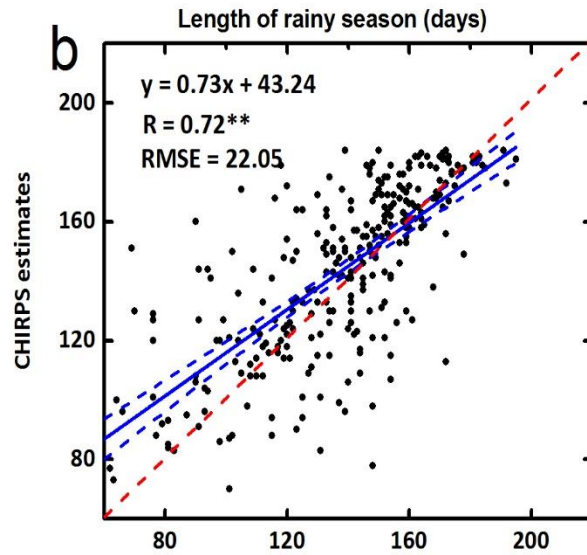 Length of rainy season (days)
b
y = 0.73x + 43.24
R = 0.72**
RMSE = 22.05
CHIRPS estimates
200
160
120
80
80 120 160 200